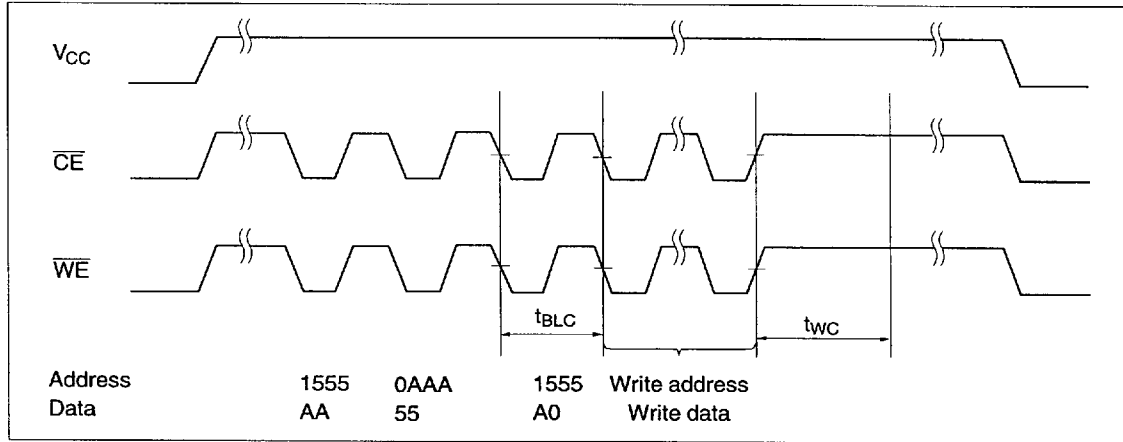 VCC
CE
WE
tBLC
tWC
Address 1555 0AAA 1555 Write address
Data AA 55 A0 Write data